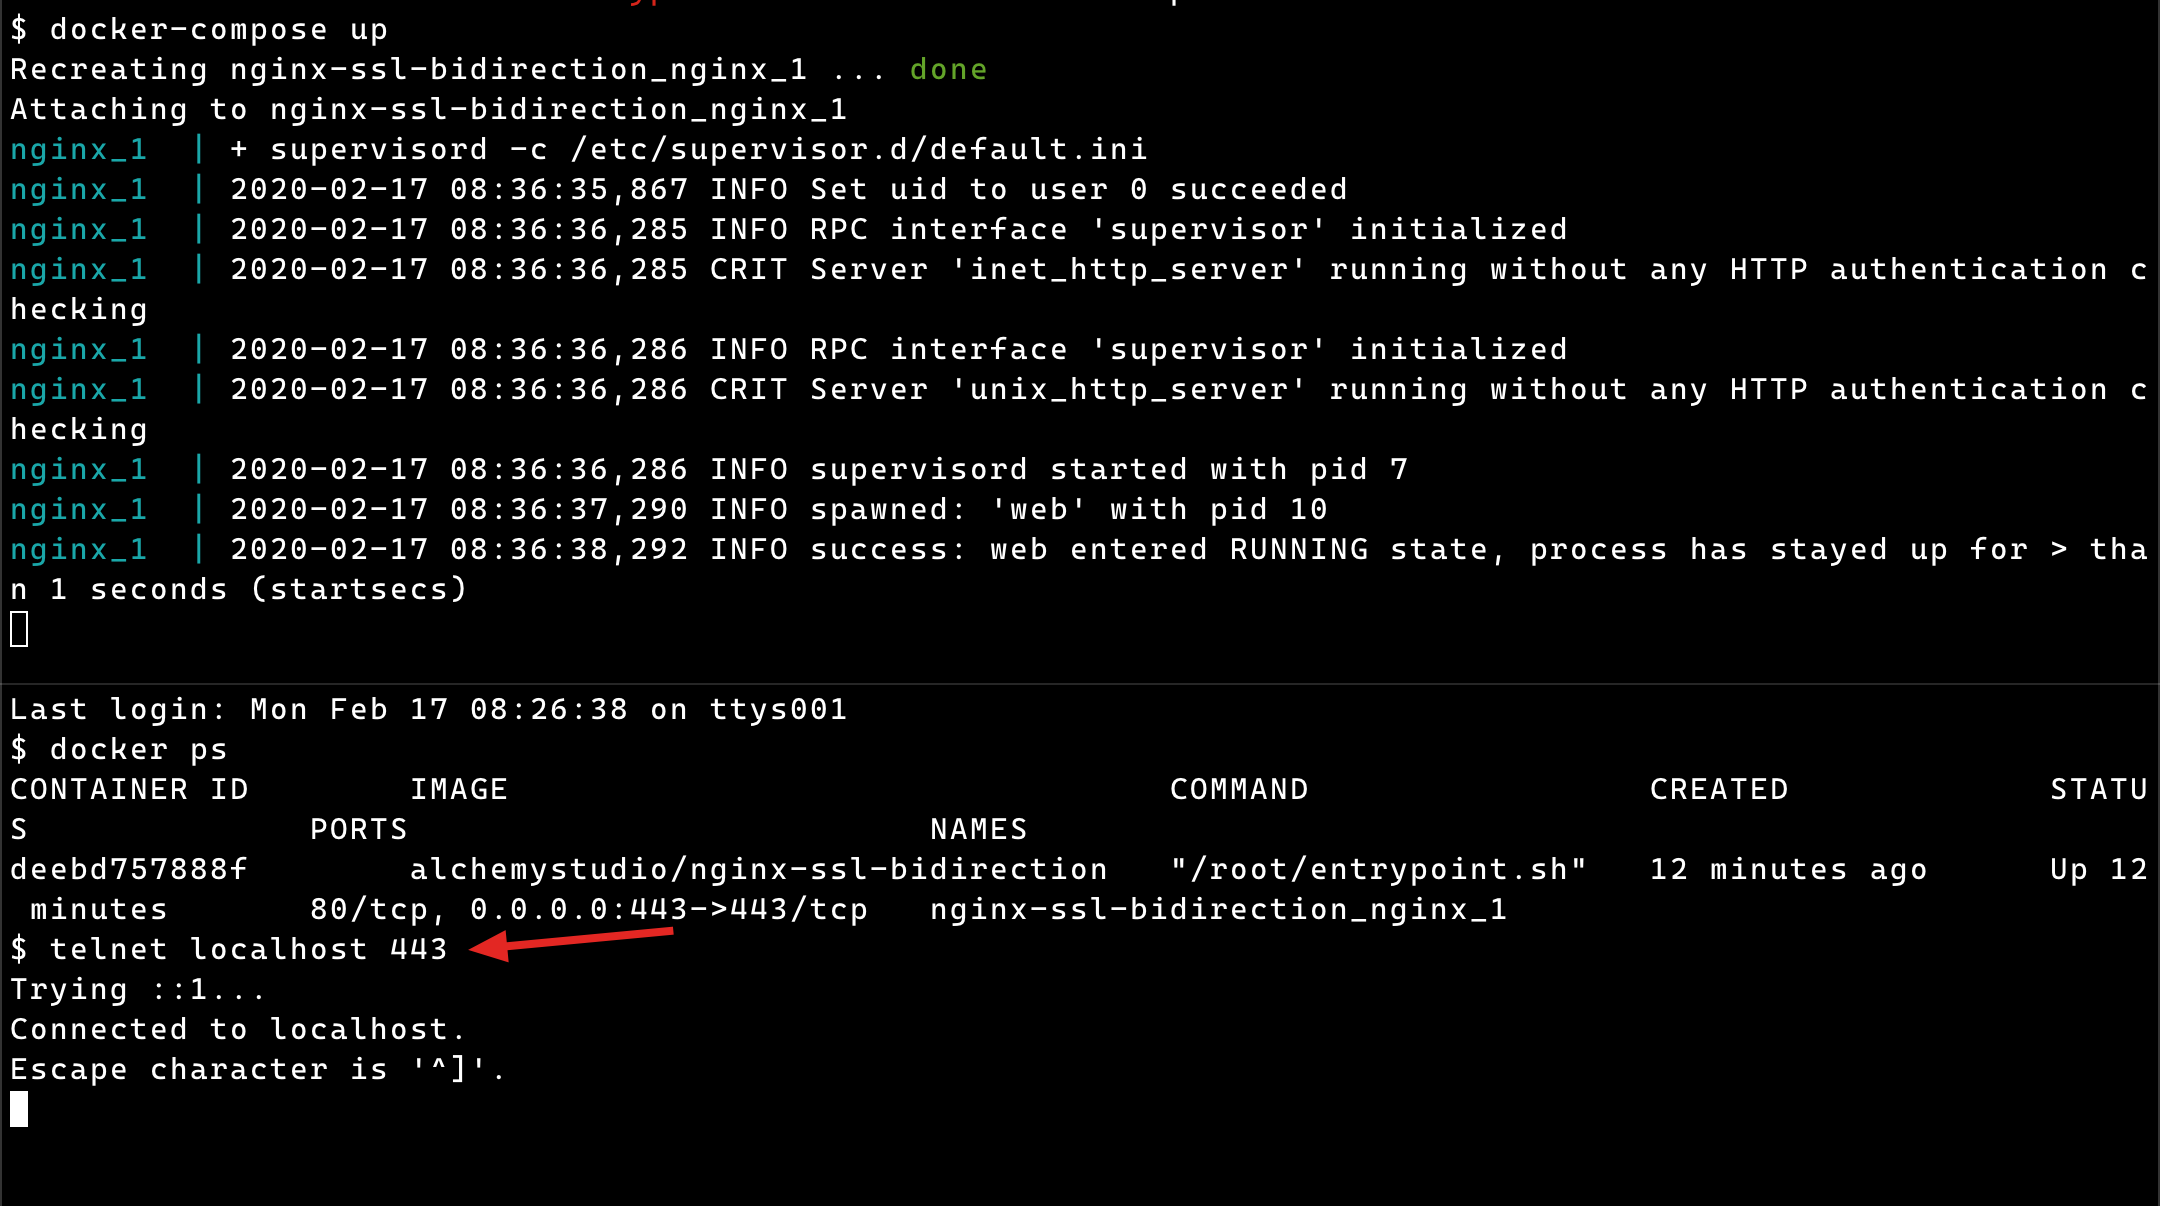 $ docker-compose up
Recreating nginx-ssl-bidirection_nginx_1 ... done
Attaching to nginx-ssl-bidirection_nginx_1
nginx_1  | + supervisord -c /etc/supervisor.d/default.ini
nginx_1  | 2020-02-17 08:36:35,867 INFO Set uid to user 0 succeeded
nginx_1  | 2020-02-17 08:36:36,285 INFO RPC interface 'supervisor' initialized
nginx_1  | 2020-02-17 08:36:36,285 CRIT Server 'inet_http_server' running without any HTTP authentication c
hecking
nginx_1  | 2020-02-17 08:36:36,286 INFO RPC interface 'supervisor' initialized
nginx_1  | 2020-02-17 08:36:36,286 CRIT Server 'unix_http_server' running without any HTTP authentication c
hecking
nginx_1  | 2020-02-17 08:36:36,286 INFO supervisord started with pid 7
nginx_1  | 2020-02-17 08:36:37,290 INFO spawned: 'web' with pid 10
nginx_1  | 2020-02-17 08:36:38,292 INFO success: web entered RUNNING state, process has stayed up for > tha
n 1 seconds (startsecs)
Last login: Mon Feb 17 08:26:38 on ttys001
$ docker ps
CONTAINER ID        IMAGE                                 COMMAND                 CREATED             STATU
S              PORTS                          NAMES
deebd757888f        alchemystudio/nginx-ssl-bidirection   "/root/entrypoint.sh"   12 minutes ago      Up 12
 minutes       80/tcp, 0.0.0.0:443->443/tcp   nginx-ssl-bidirection_nginx_1
$ telnet localhost 443
Trying ::1...
Connected to localhost.
Escape character is '^]'.